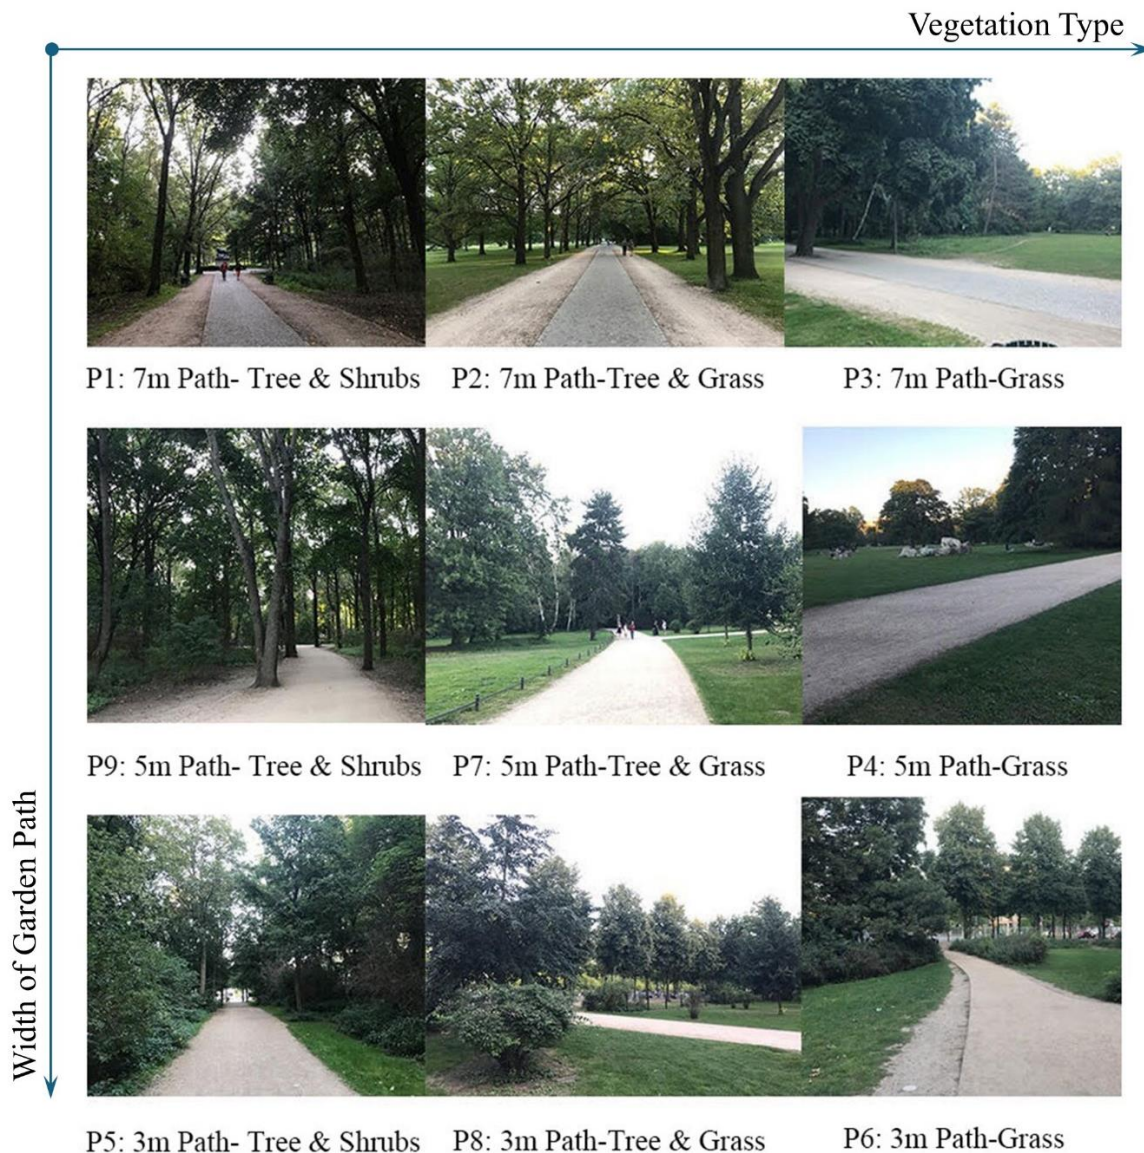 Vegetation Type
P1: 7m Path- Tree & Shrubs
P2: 7m Path-Tree & Grass
P3: 7m Path-Grass
P9: 5m Path- Tree & Shrubs
P7: 5m Path-Tree & Grass
P4: 5m Path-Grass
Width of Garden Path
P5: 3m Path- Tree & Shrubs
P8: 3m Path-Tree & Grass
P6: 3m Path-Grass